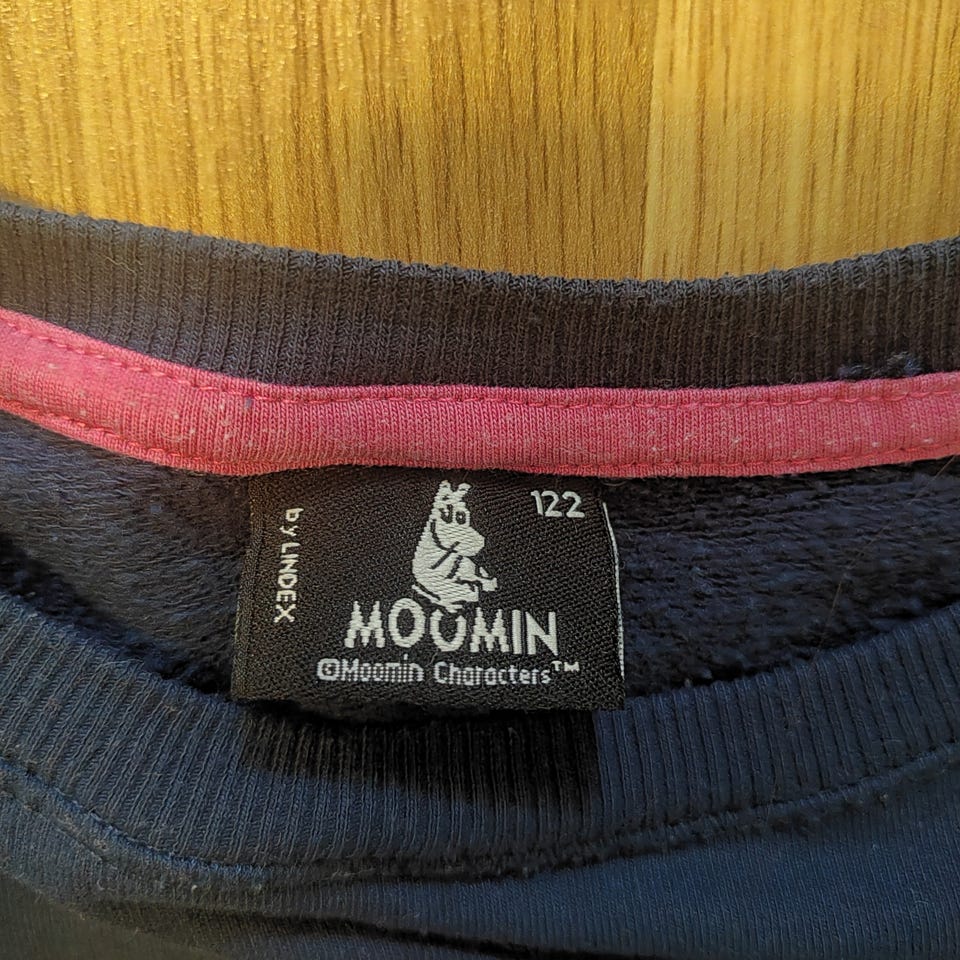 by LINDEX
122
MOOMIN
©Moomin Characters™